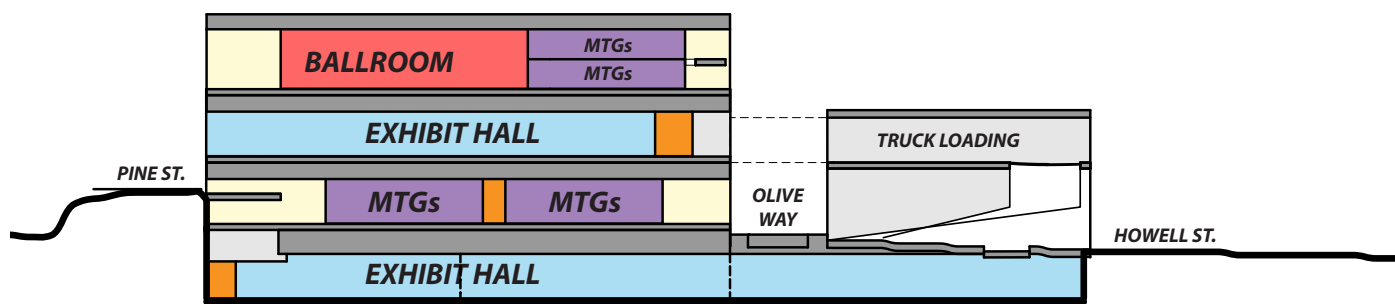 BALLROOM
MTGs
MTGs
EXHIBIT HALL
TRUCK LOADING
PINE ST.
MTGs
MTGs
OLIVE
WAY
HOWELL ST.
EXHIBIT HALL